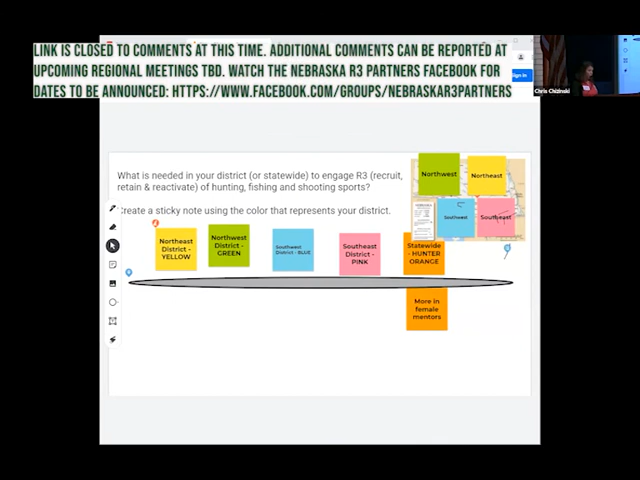 LINK IS CLOSED TO COMMENTS AT THIS TIME. ADDITIONAL COMMENTS CAN BE REPORTED AT
UPCOMING REGIONAL MEETINGS TBD. WATCH THE NEBRASKA R3 PARTNERS FACEBOOK FOR
DATES TO BE ANNOUNCED: HTTPS://WWW.FACEBOOK.COM/GROUPS/NEBRASKAR3PARTNERS
Sign in
Chris Chizinski
What is needed in your district (or statewide) to engage R3 (recruit,
retain & reactivate) of hunting, fishing and shooting sports?
Create a sticky note using the color that represents your district.
Northwest
Northeast
Southwest
Southeast
Northeast
District -
YELLOW
Northwest
District -
GREEN
Southwest
District - BLUE
Southeast
District -
PINK
Statewide
- HUNTER
ORANGE
More in
female
mentors